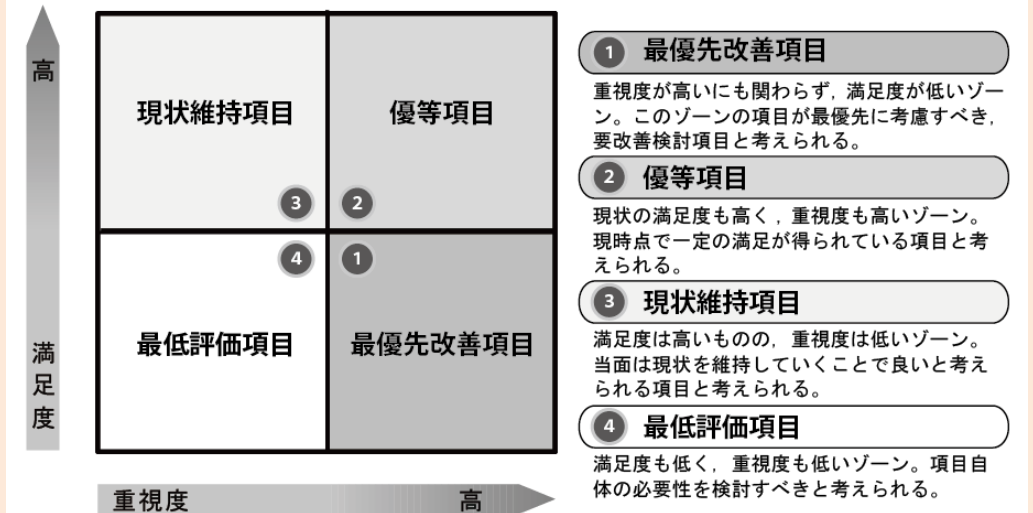 高
満足度
現状維持項目
優等項目
3
2
4
1
最低評価項目
最優先改善項目
重視度
高
1 最優先改善項目
重視度が高いにも関わらず,満足度が低いゾー
ン。このゾーンの項目が最優先に考慮すべき,
要改善検討項目と考えられる。
2 優等項目
現状の満足度も高く,重視度も高いゾーン。
現時点で一定の満足が得られている項目と考
えられる。
3 現状維持項目
満足度は高いものの,重視度は低いゾーン。
当面は現状を維持していくことで良いと考え
られる項目と考えられる。
4 最低評価項目
満足度も低く,重視度も低いゾーン。項目自
体の必要性を検討すべきと考えられる。